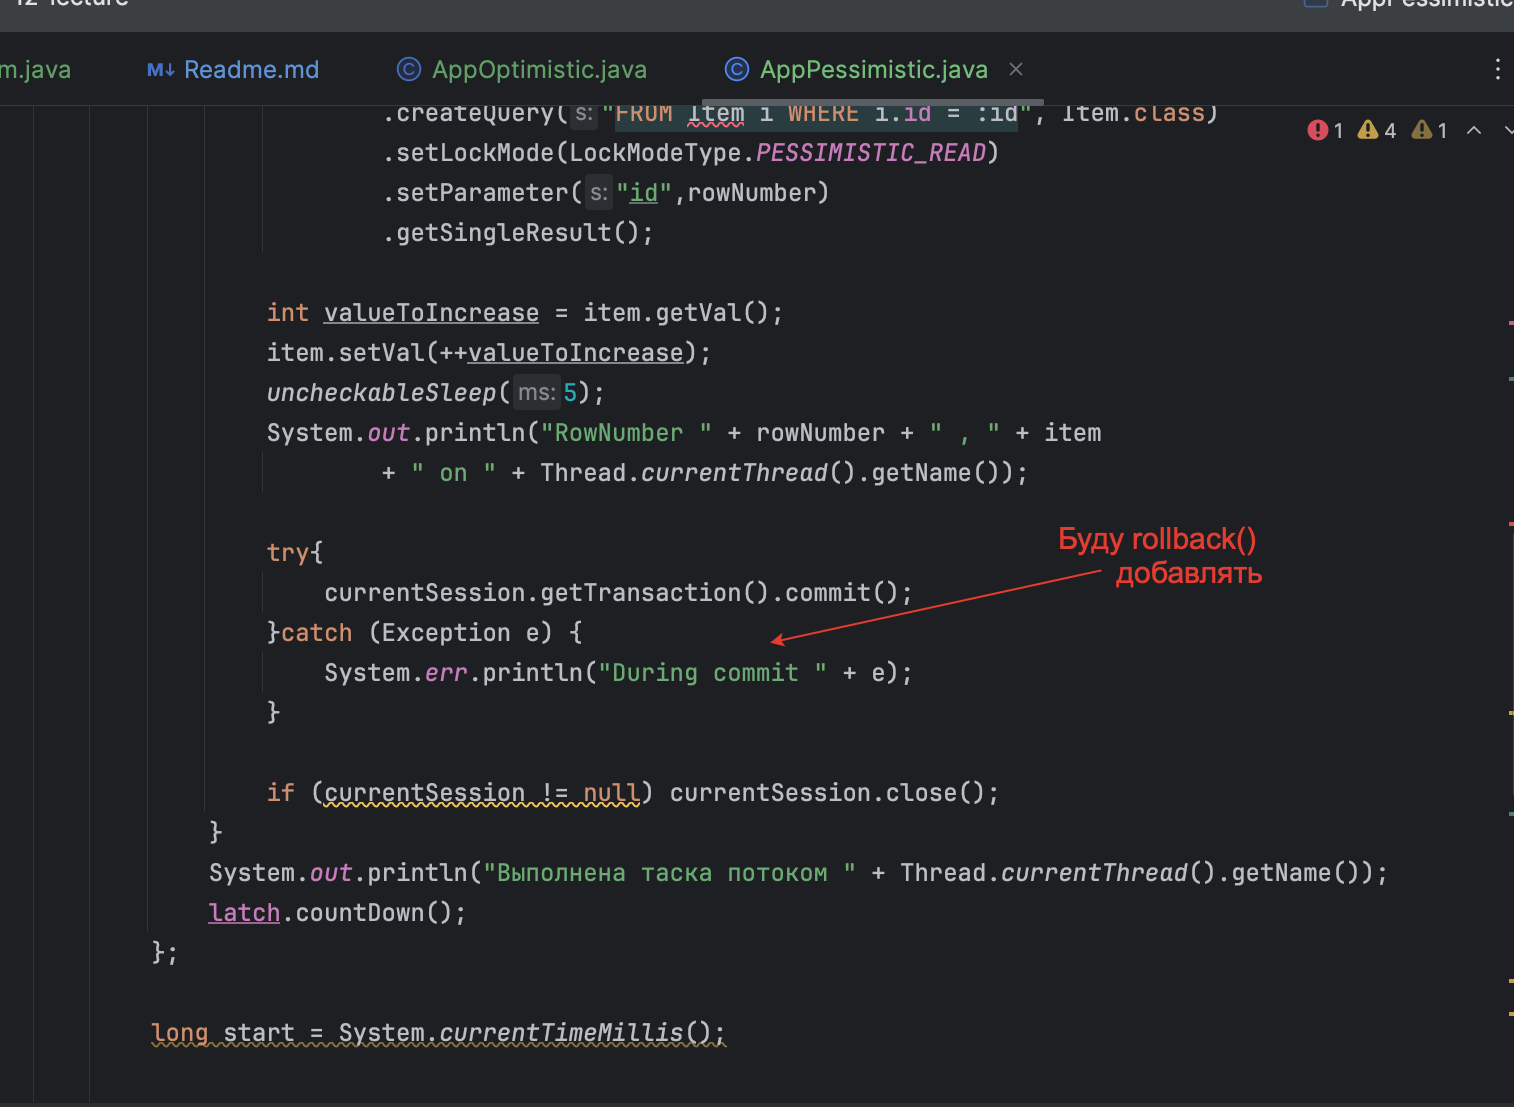 12-lecture
AppPessimistic
m.java Readme.md AppOptimistic.java AppPessimistic.java
.createQuery( s: "FROM Item i WHERE i.id = :id", Item.class)
1 4 1
.setLockMode(LockModeType.PESSIMISTIC_READ)
.setParameter( s: "id",rowNumber)
.getSingleResult();
int valueToIncrease = item.getVal();
item.setVal(++valueToIncrease);
uncheckableSleep( ms: 5);
System.out.println("RowNumber " + rowNumber + " , " + item
+ " on " + Thread.currentThread().getName());
Буду rollback()
добавлять
try{
currentSession.getTransaction().commit();
}catch (Exception e) {
System.err.println("During commit " + e);
}
if (currentSession != null) currentSession.close();
}
System.out.println("Выполнена таска потоком " + Thread.currentThread().getName());
latch.countDown();
};
long start = System.currentTimeMillis();